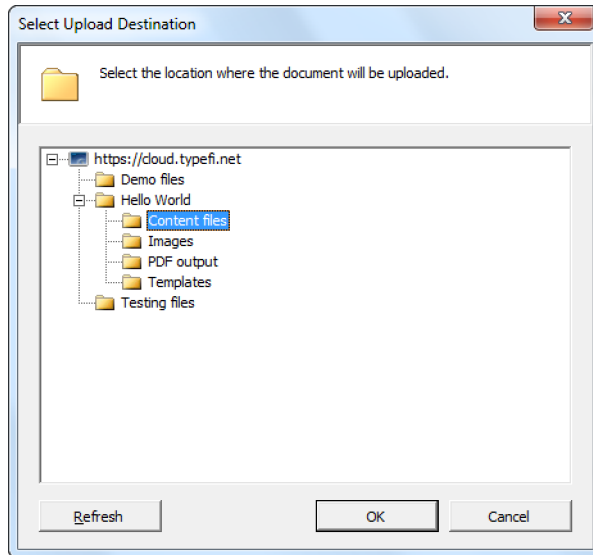 Select Upload Destination
Select the location where the document will be uploaded.
https://cloud.typefi.net
Demo files
Hello World
Content files
Images
PDF output
Templates
Testing files
Refresh
OK
Cancel